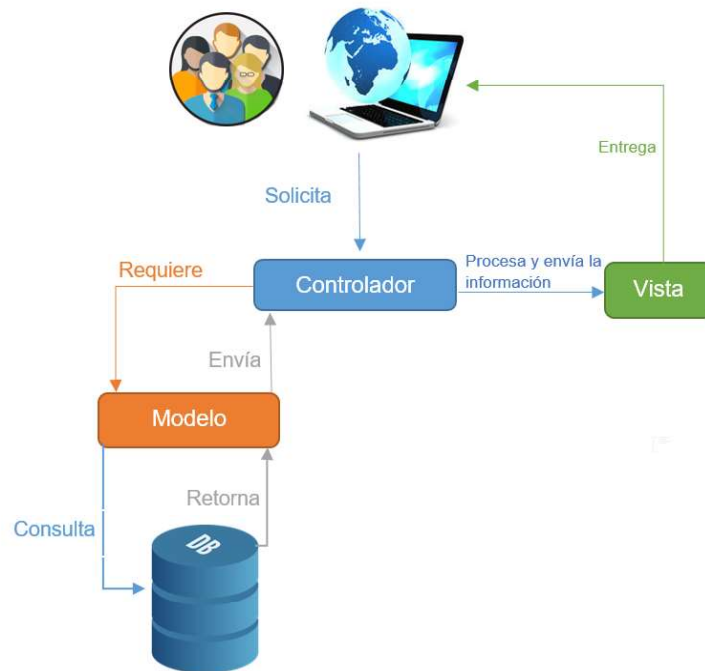 Entrega
Solicita
Procesa y envía la
información
Requiere
Controlador
Vista
Envía
Modelo
Retorna
Consulta
DB